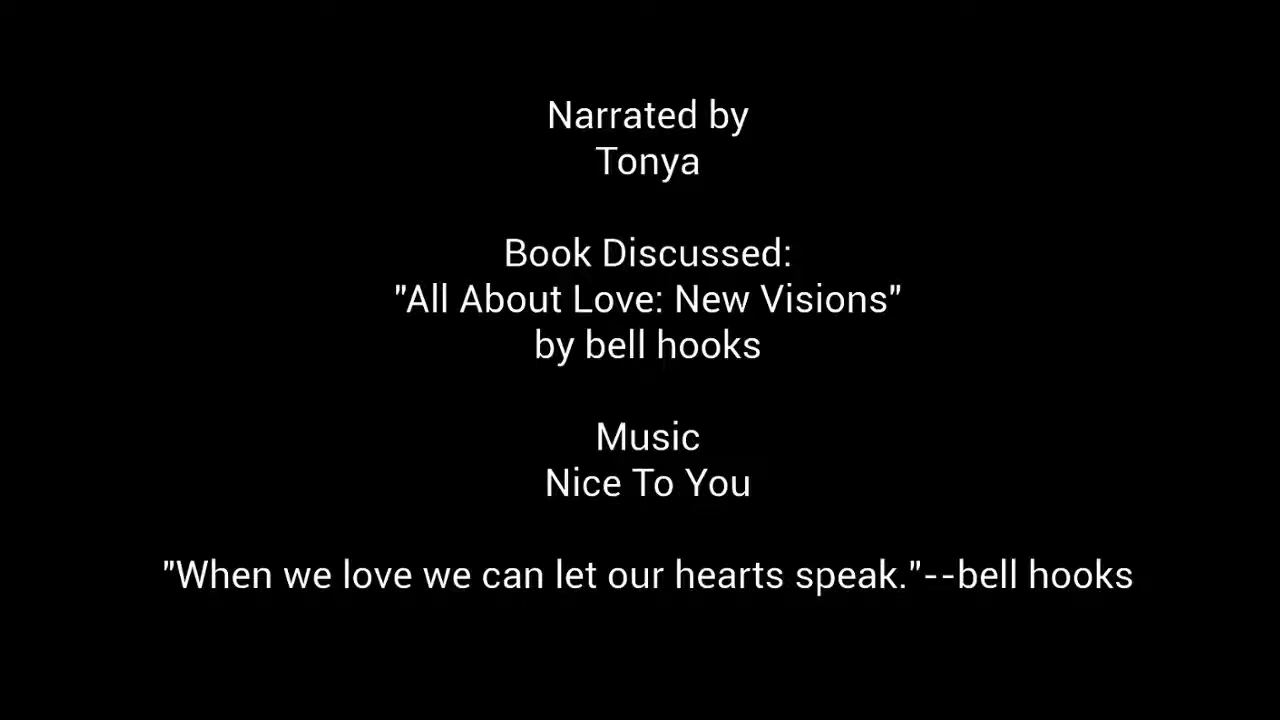 Narrated by
Tonya
Book Discussed:
"All About Love: New Visions"
by bell hooks
Music
Nice To You
"When we love we can let our hearts speak."--bell hooks